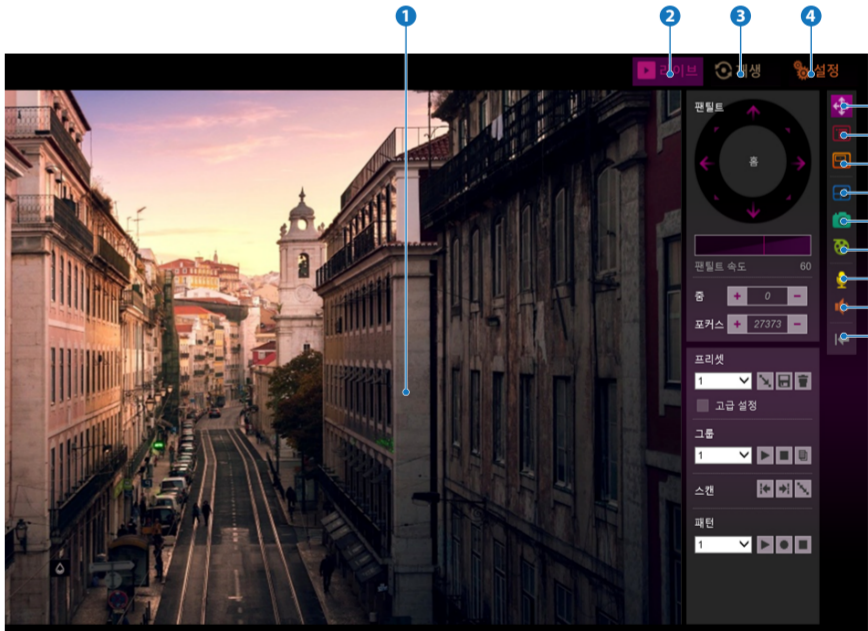 1 2 3 4
라이브 재생 설정
팬틸트
홈
팬틸트 속도 60
줌 + 0 -
포커스 + 27373 -
프리셋
1
고급 설정
그룹
1
스캔
패턴
1